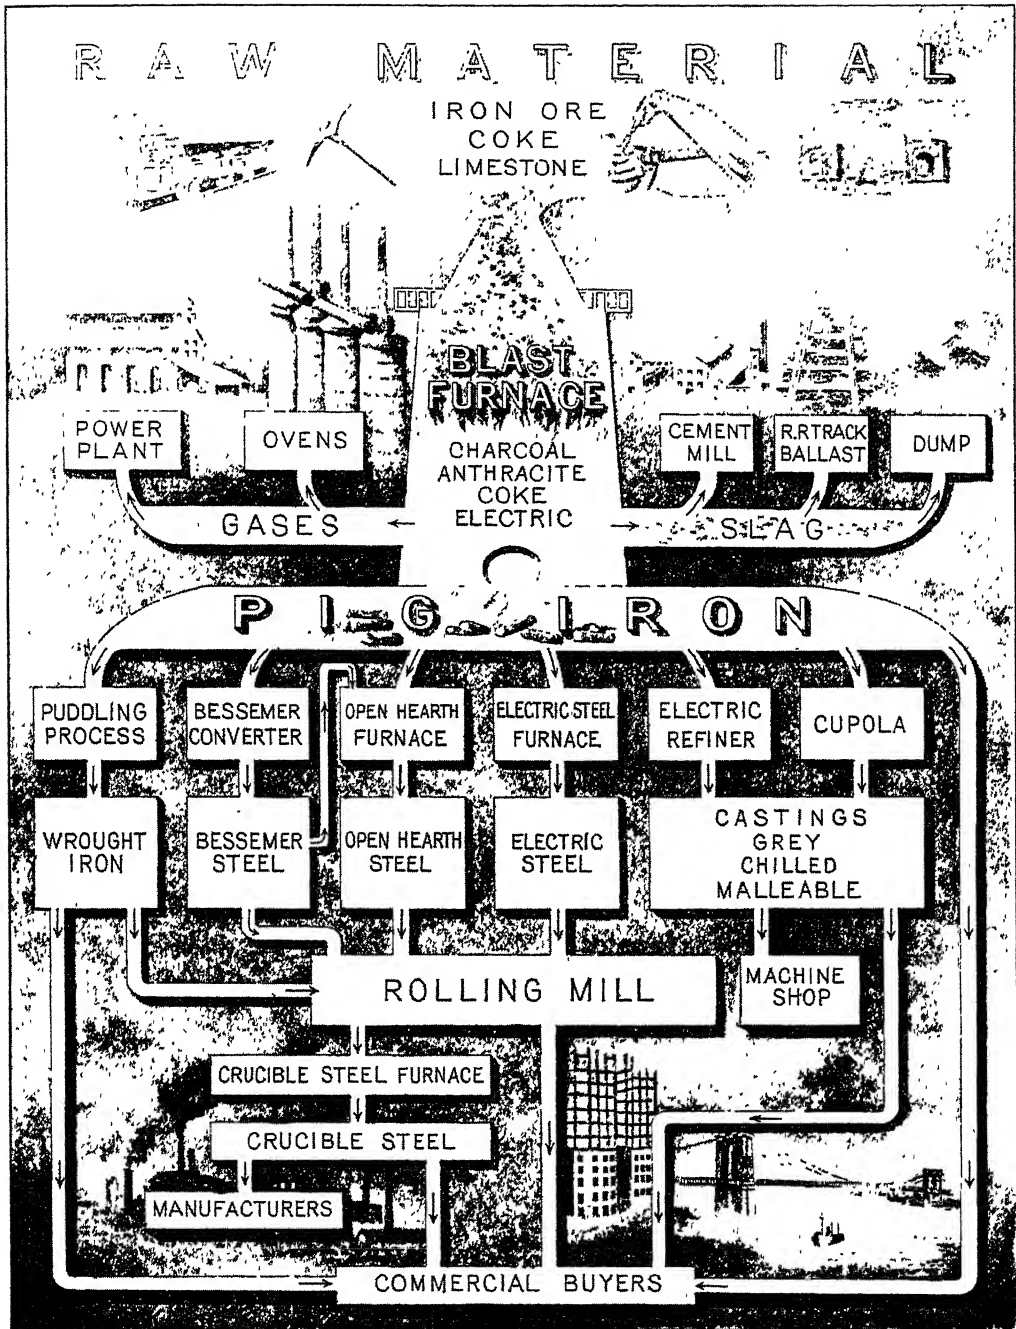 RAW MATERIAL
IRON ORE
COKE
LIMESTONE
BLAST
FURNACE
CHARCOAL
ANTHRACITE
COKE
ELECTRIC
POWER
PLANT
OVENS
CEMENT
MILL
R.R TRACK
BALLAST
DUMP
GASES
SLAG
PIG IRON
PUDDLING
PROCESS
BESSEMER
CONVERTER
OPEN HEARTH
FURNACE
ELECTRIC STEEL
FURNACE
ELECTRIC
REFINER
CUPOLA
WROUGHT
IRON
BESSEMER
STEEL
OPEN HEARTH
STEEL
ELECTRIC
STEEL
CASTINGS
GREY
CHILLED
MALLEABLE
ROLLING MILL
MACHINE
SHOP
CRUCIBLE STEEL FURNACE
CRUCIBLE STEEL
MANUFACTURERS
COMMERCIAL BUYERS